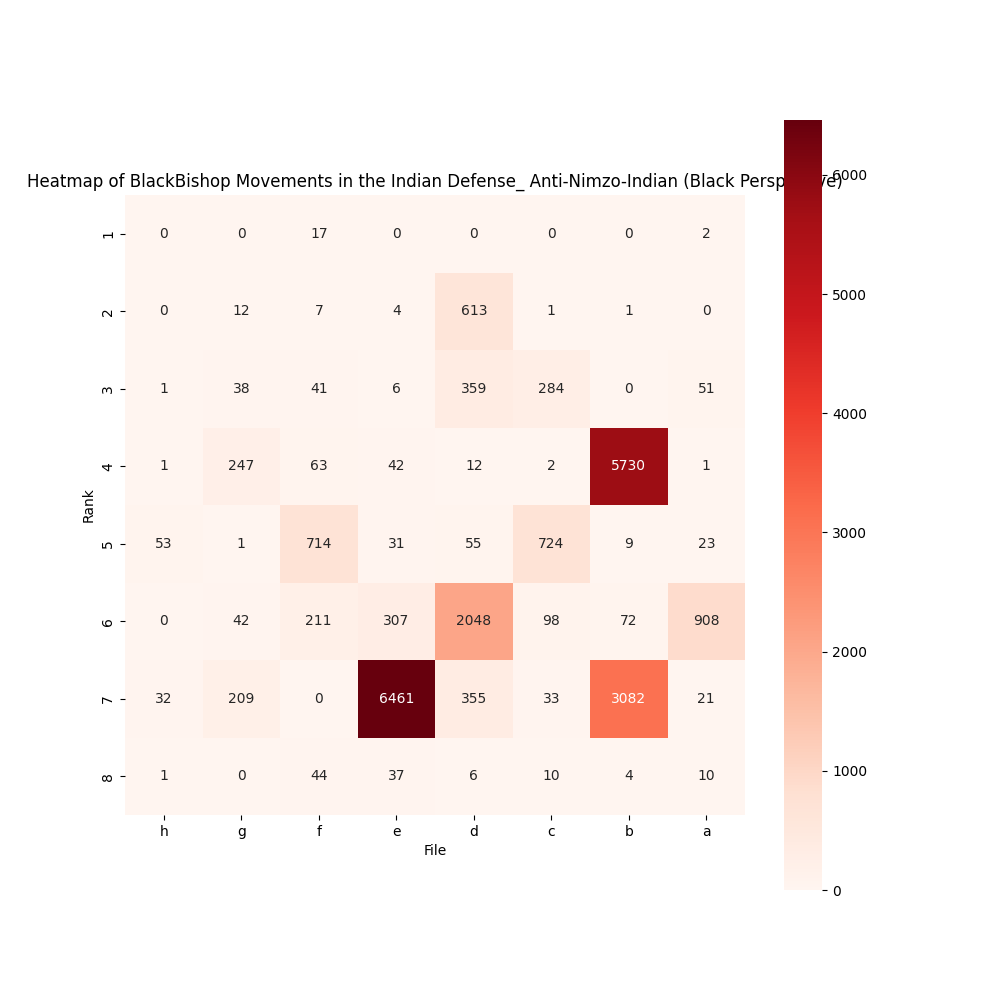 Heatmap of BlackBishop Movements in the Indian Defense_ Anti-Nimzo-Indian (Black Perspective)
6000
1 0 0 17 0 0 0 0 2
5000
2 0 12 7 4 613 1 1 0
3 1 38 41 6 359 284 0 51
4000
4 1 247 63 42 12 2 5730 1
Rank
3000
5 53 1 714 31 55 724 9 23
6 0 42 211 307 2048 98 72 908
2000
7 32 209 0 6461 355 33 3082 21
1000
8 1 0 44 37 6 10 4 10
h g f e d c b a
File
0